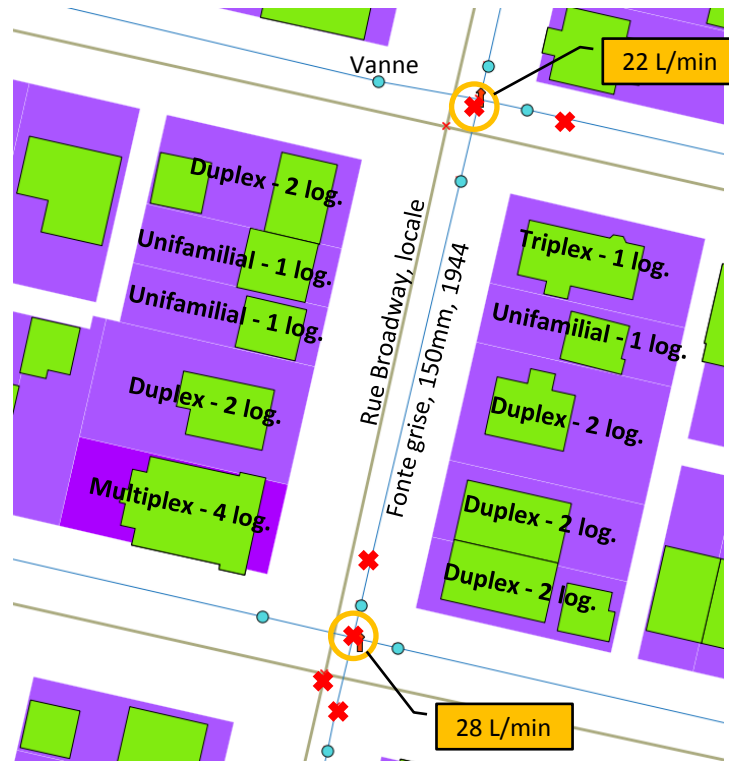 Vanne
22 L/min
Duplex - 2 log.
Unifamilial - 1 log.
Unifamilial - 1 log.
Duplex - 2 log.
Multiplex - 4 log.
Rue Broadway, locale
Fonte grise, 150mm, 1944
Triplex - 1 log.
Unifamilial - 1 log.
Duplex - 2 log.
Duplex - 2 log.
Duplex - 2 log.
28 L/min